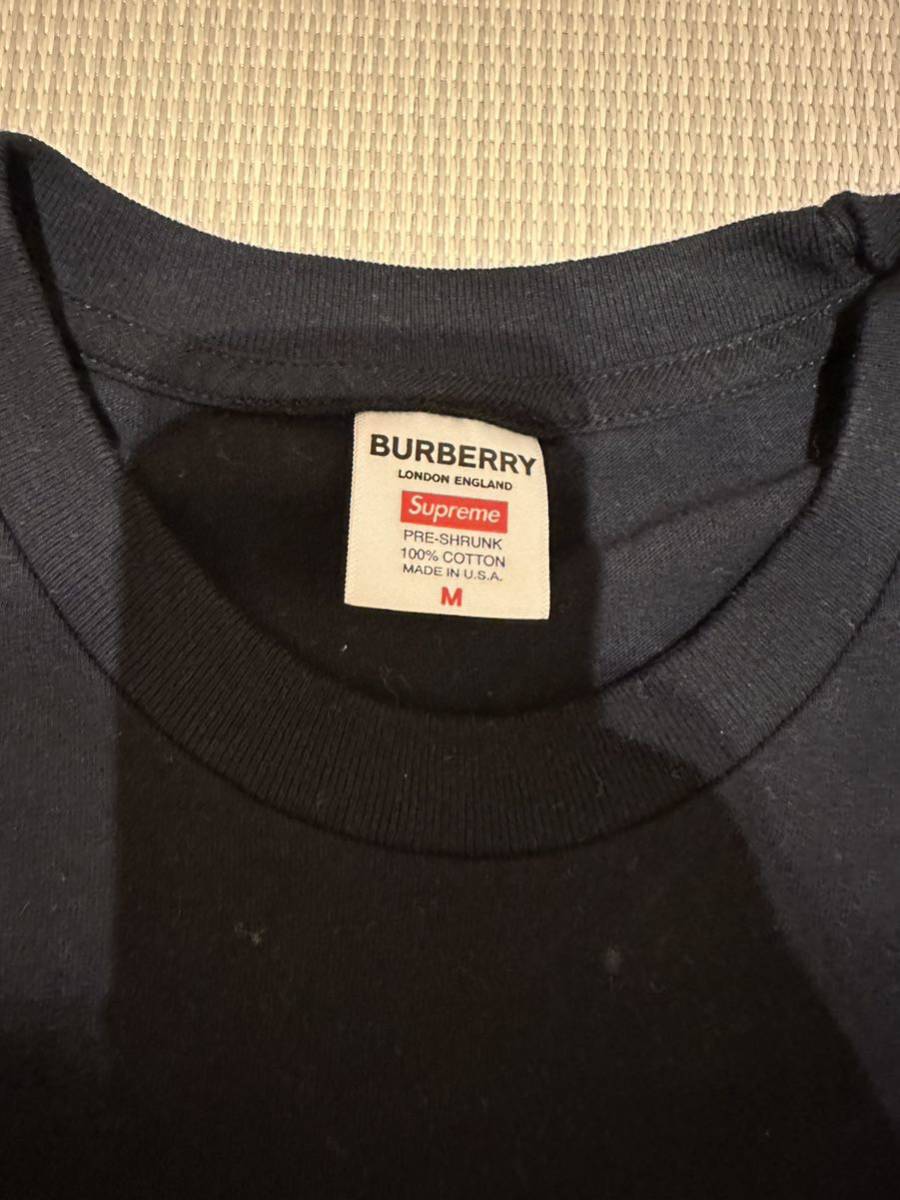 BURBERRY
LONDON ENGLAND
Supreme
PRE-SHRUNK
100% COTTON
MADE IN U.S.A.
M